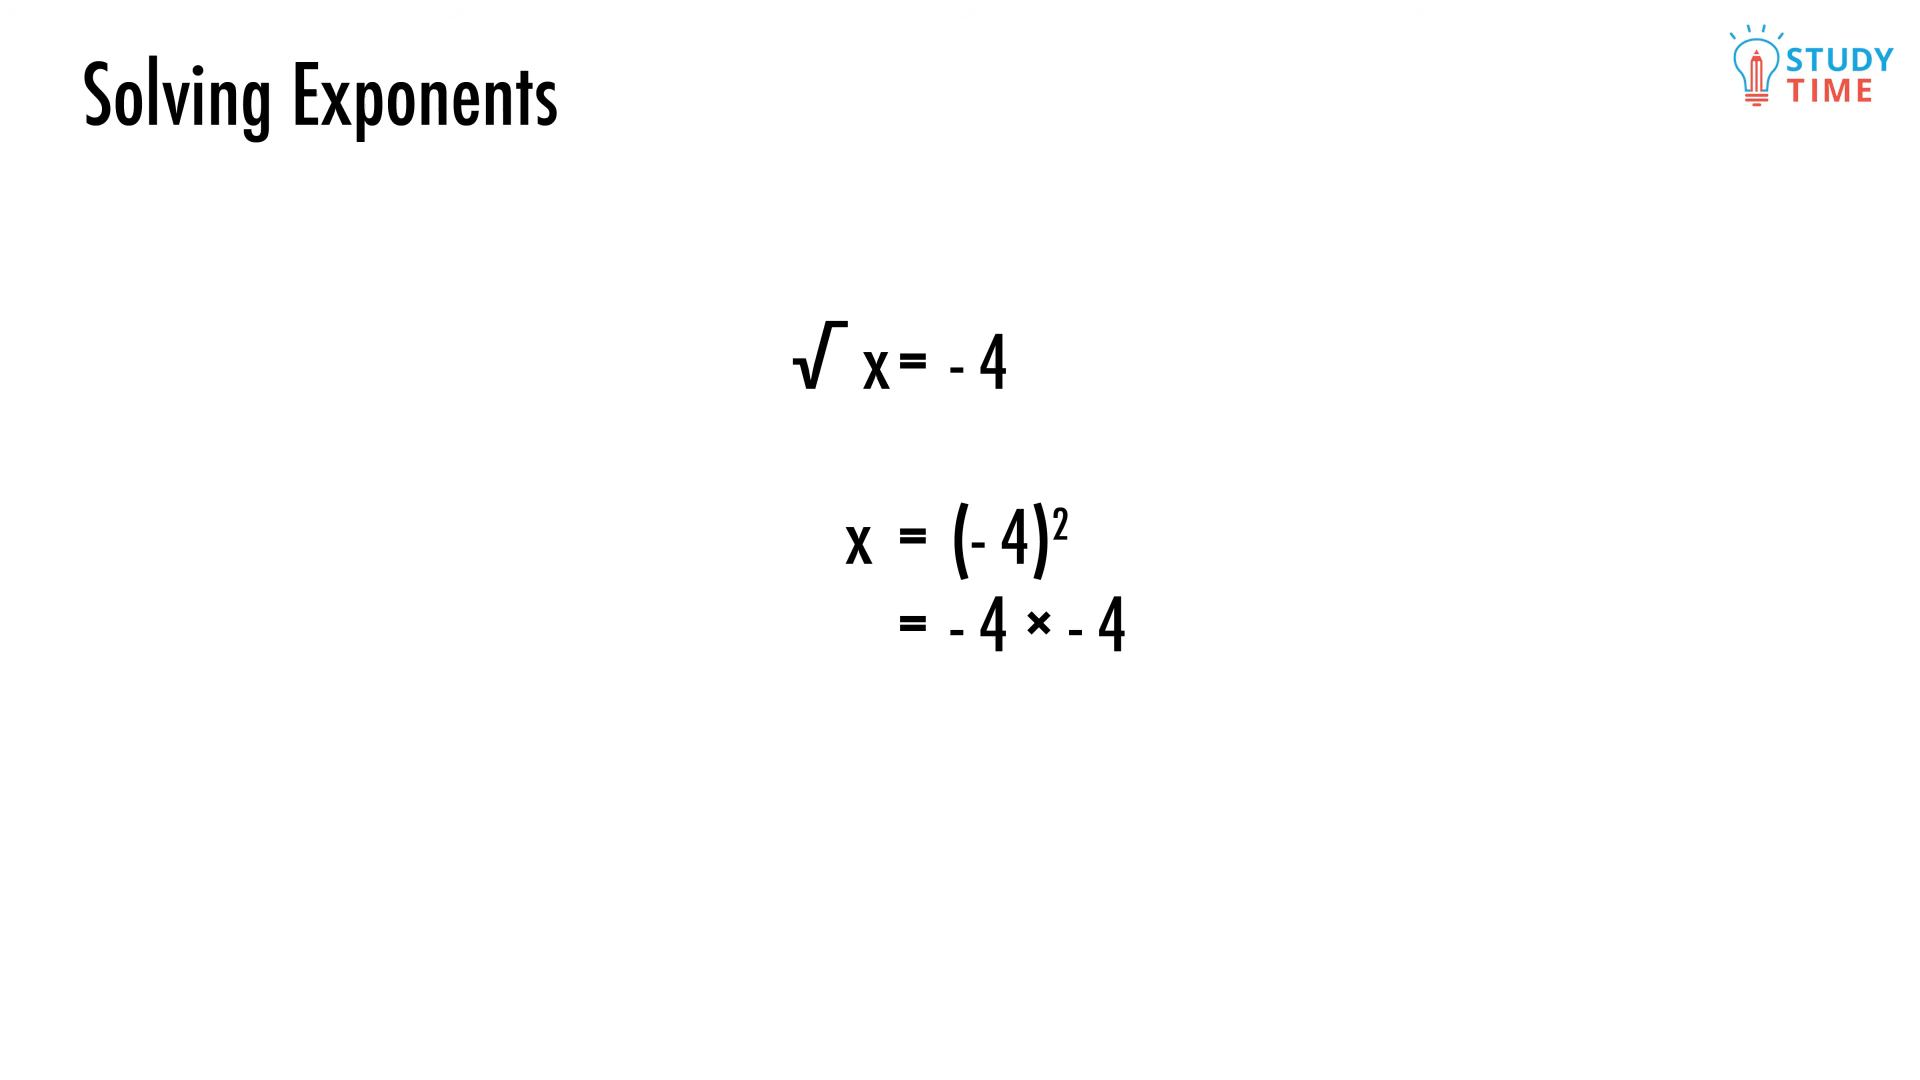 Solving Exponents
STUDY
TIME
√ x = - 4
x = (- 4)²
= - 4 × - 4